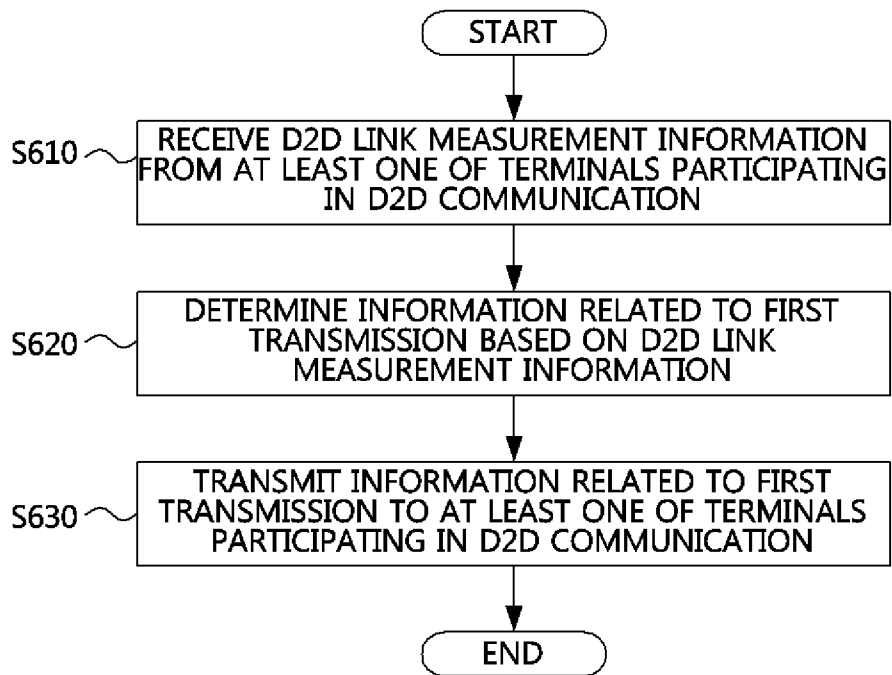 START
S610
RECEIVE D2D LINK MEASUREMENT INFORMATION
FROM AT LEAST ONE OF TERMINALS PARTICIPATING
IN D2D COMMUNICATION
S620
DETERMINE INFORMATION RELATED TO FIRST
TRANSMISSION BASED ON D2D LINK
MEASUREMENT INFORMATION
S630
TRANSMIT INFORMATION RELATED TO FIRST
TRANSMISSION TO AT LEAST ONE OF TERMINALS
PARTICIPATING IN D2D COMMUNICATION
END